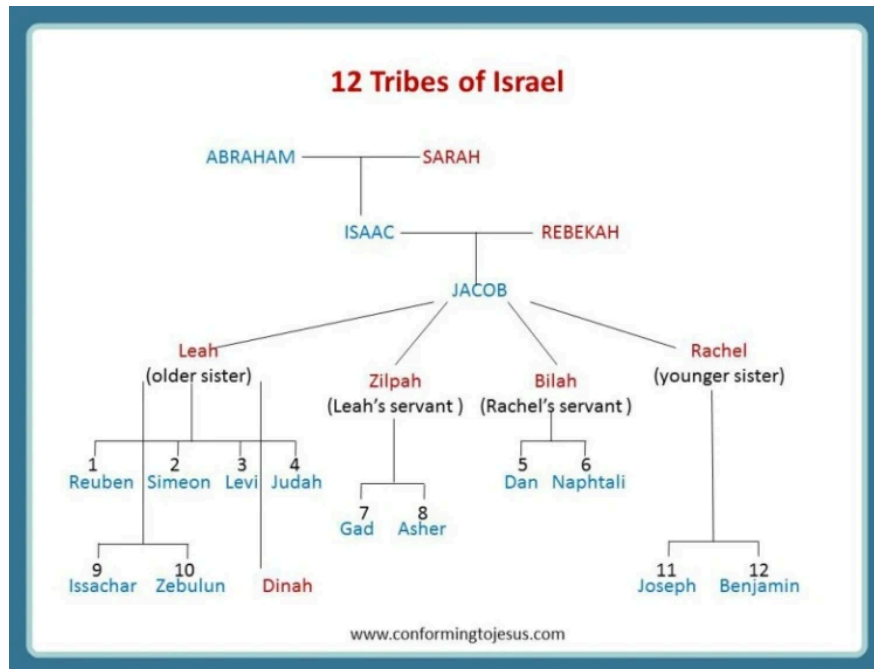 12 Tribes of Israel
ABRAHAM SARAH
ISAAC REBEKAH
JACOB
Leah
(older sister)
Zilpah
(Leah's servant )
Bilah
(Rachel's servant )
Rachel
(younger sister)
1 2 3 4
Reuben Simeon Levi Judah
5 6
Dan Naphtali
7 8
Gad Asher
9 10
Issachar Zebulun Dinah
11 12
Joseph Benjamin
www.conformingtojesus.com